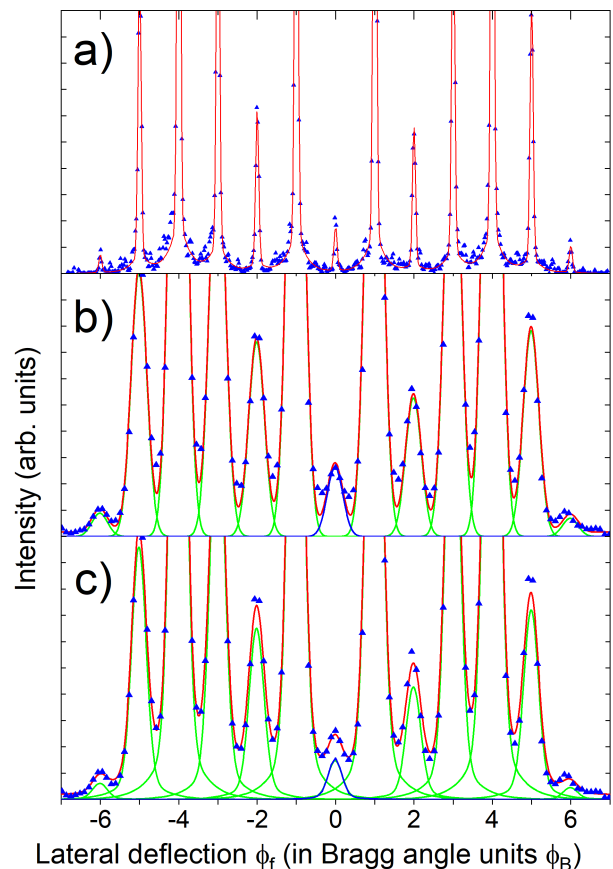 a)
b)
c)
Intensity (arb. units)
-6 -4 -2 0 2 4 6
Lateral deflection ϕf (in Bragg angle units ϕB)